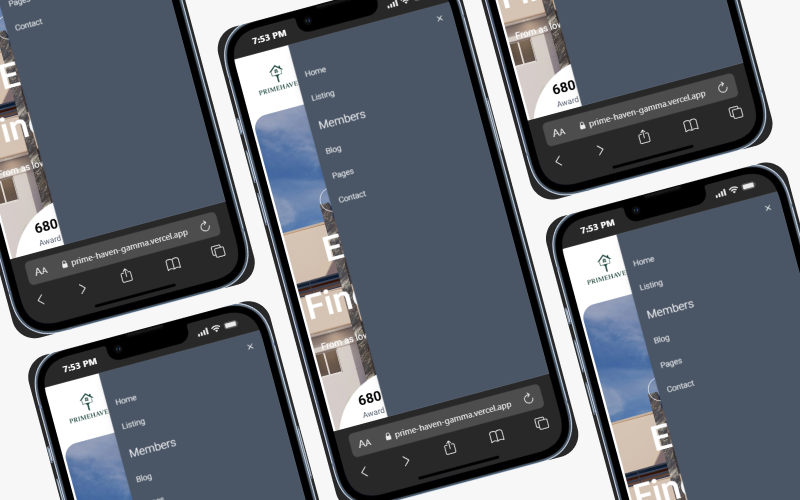 Pages
Contact
E
Fin
From as low
680
Award
AA prime-haven-gamma.vercel.app
7:53 PM
×
PRIMEHAVE
Home
Listing
Members
Blog
7:53 PM
×
PRIMEHAVE
Home
Listing
Members
Blog
Pages
Contact
E
Fin
From as low
680
Award
AA prime-haven-gamma.vercel.app
From as low
680
Award
AA prime-haven-gamma.vercel.app
7:53 PM
×
PRIMEHAVE
Home
Listing
Members
Blog
Pages
Contact
E
Fin